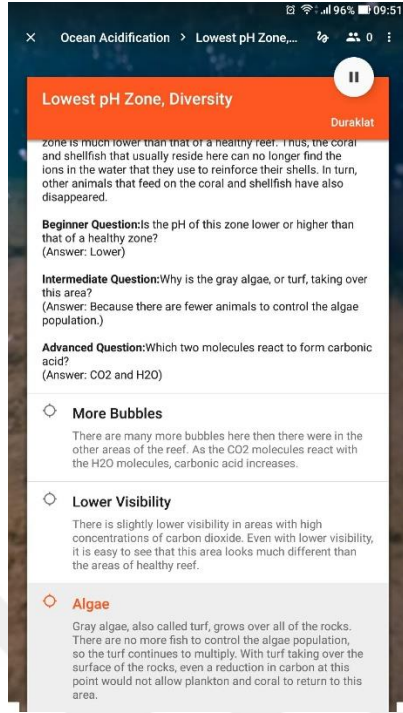 96% 09:51
Ocean Acidification > Lowest pH Zone,... 0
Lowest pH Zone, Diversity
Duraklat
zone is much lower than that of a healthy reef. Thus, the coral
and shellfish that usually reside here can no longer find the
ions in the water that they use to reinforce their shells. In turn,
other animals that feed on the coral and shellfish have also
disappeared.
Beginner Question:Is the pH of this zone lower or higher than
that of a healthy zone?
(Answer: Lower)
Intermediate Question:Why is the gray algae, or turf, taking over
this area?
(Answer: Because there are fewer animals to control the algae
population.)
Advanced Question:Which two molecules react to form carbonic
acid?
(Answer: CO2 and H2O)
More Bubbles
There are many more bubbles here then there were in the
other areas of the reef. As the CO2 molecules react with
the H2O molecules, carbonic acid increases.
Lower Visibility
There is slightly lower visibility in areas with high
concentrations of carbon dioxide. Even with lower visibility,
it is easy to see that this area looks much different than
the areas of healthy reef.
Algae
Gray algae, also called turf, grows over all of the rocks.
There are no more fish to control the algae population,
so the turf continues to multiply. With turf taking over the
surface of the rocks, even a reduction in carbon at this
point would not allow plankton and coral to return to this
area.